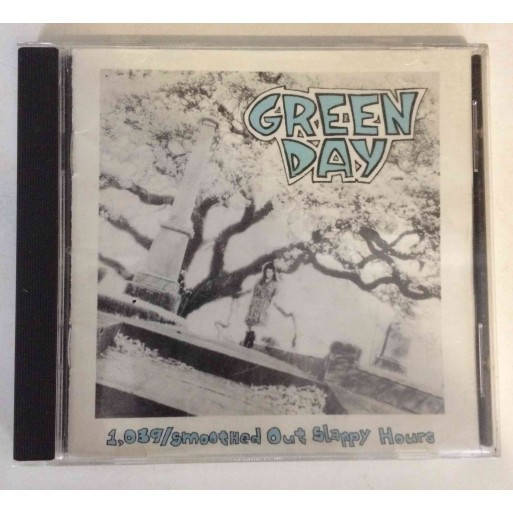 GREEN
DAY
1,039/smootHed Out Slappy Hours